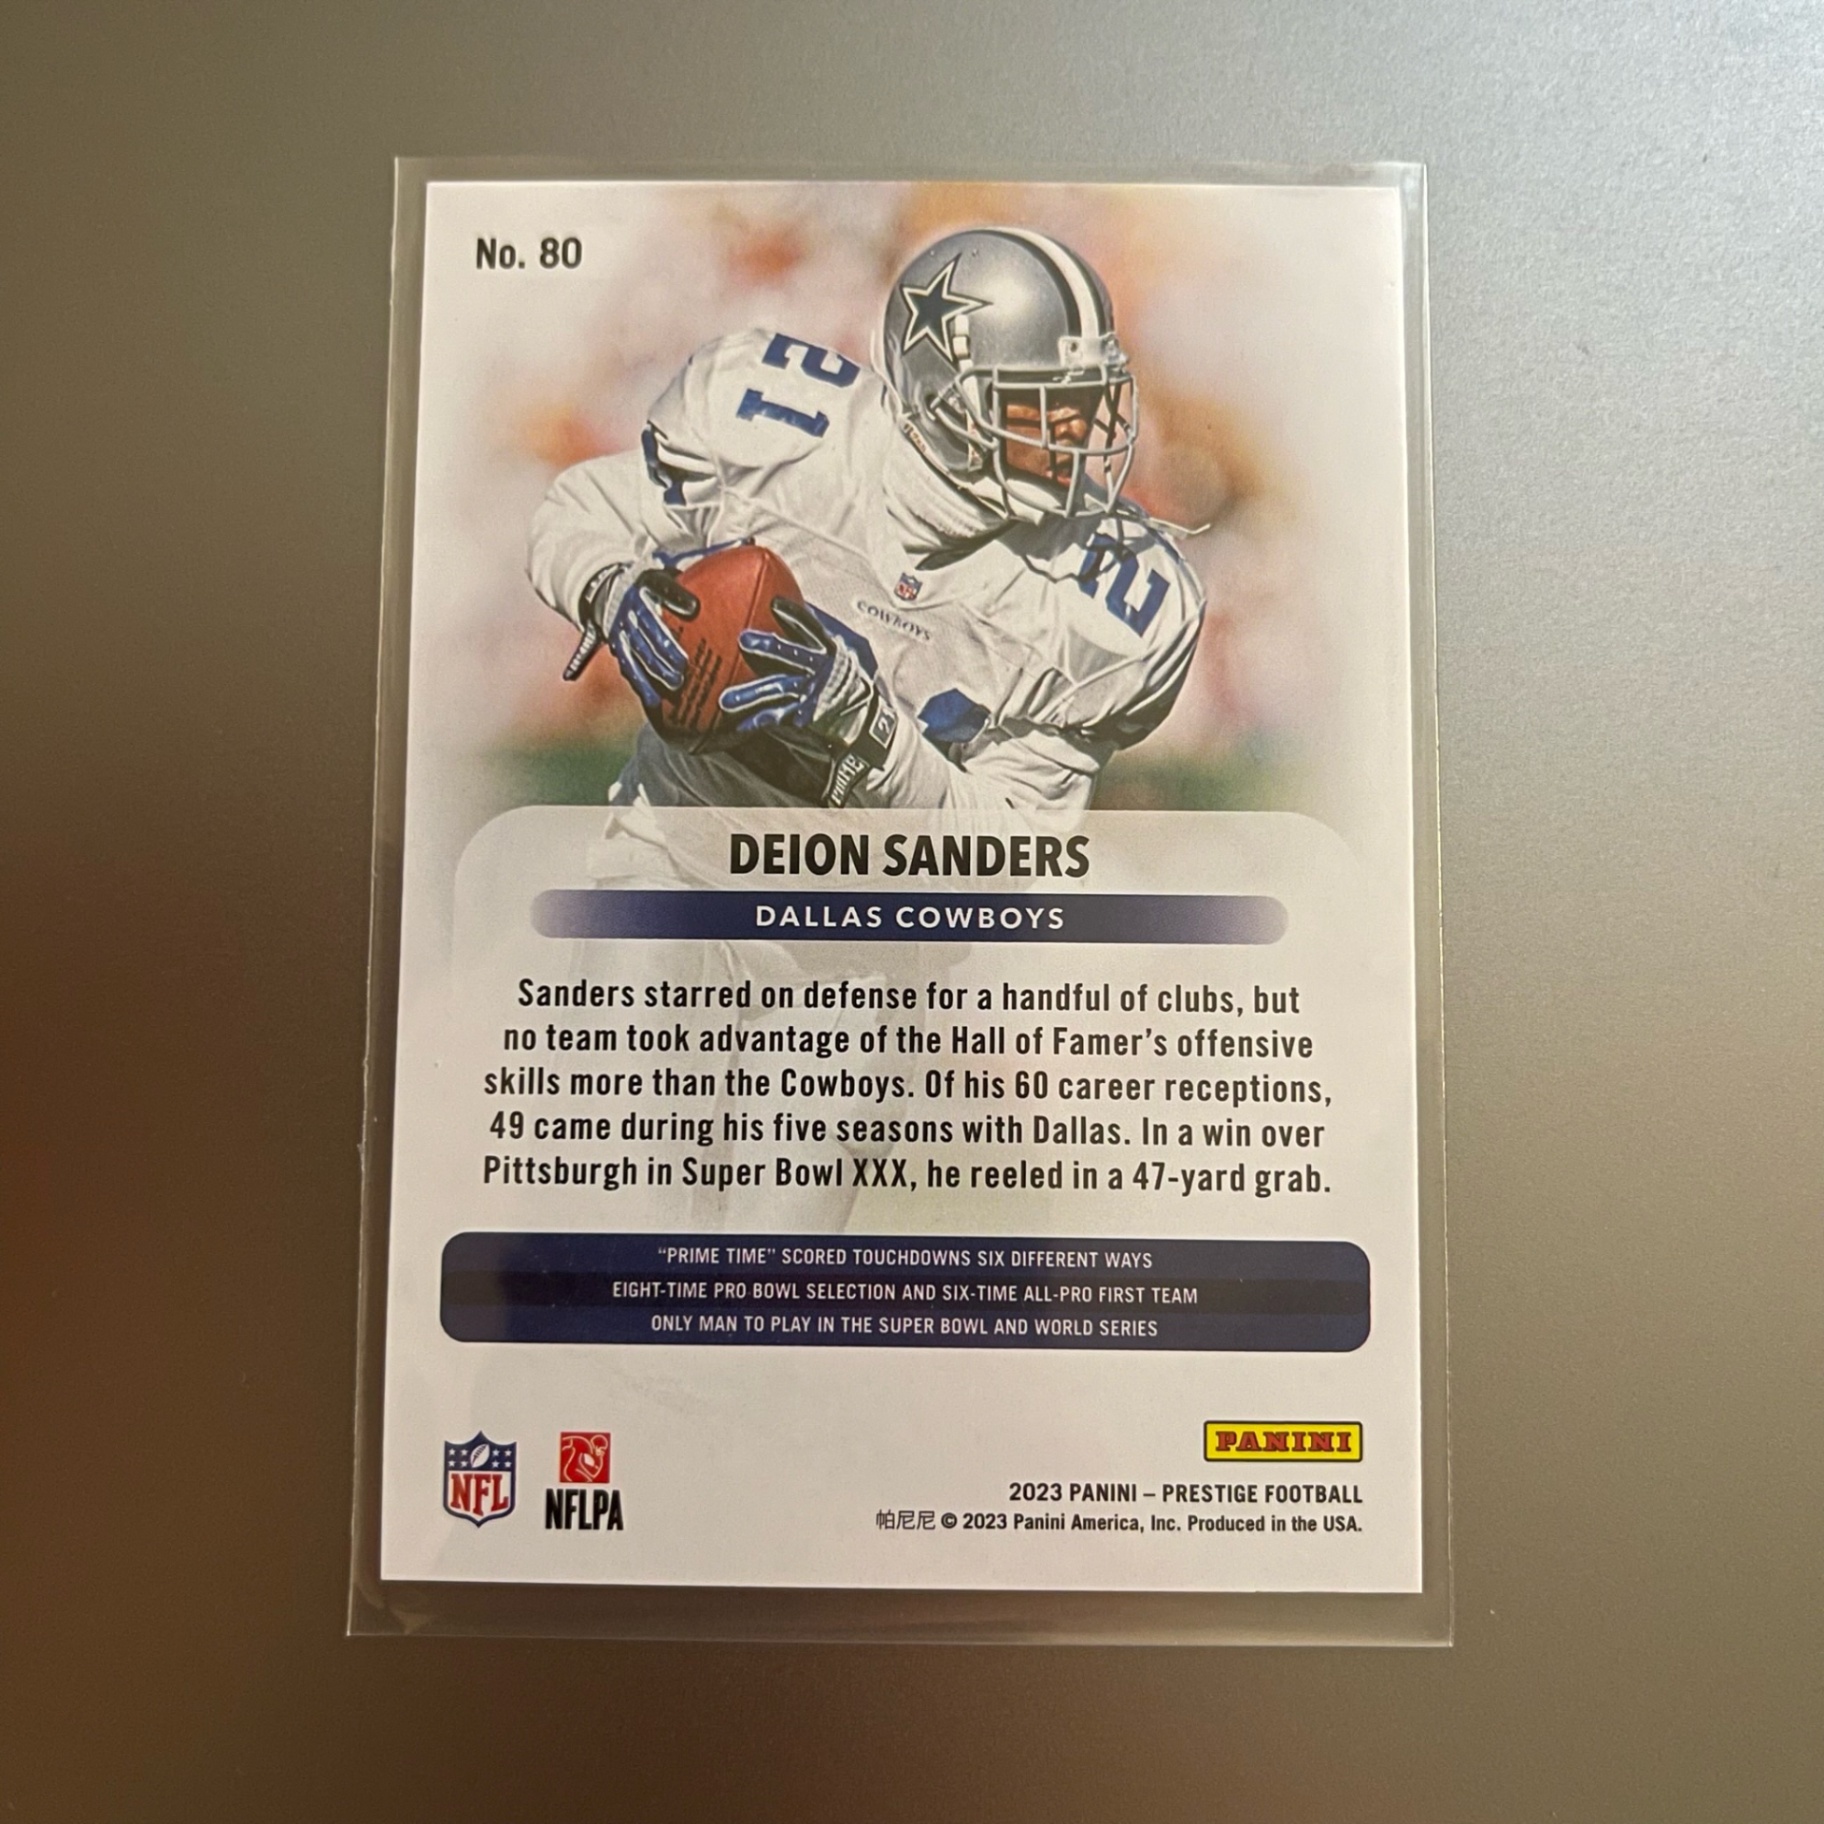 No. 80
21
2
COWBOYS
DEION SANDERS
DALLAS COWBOYS
Sanders starred on defense for a handful of clubs, but
no team took advantage of the Hall of Famer’s offensive
skills more than the Cowboys. Of his 60 career receptions,
49 came during his five seasons with Dallas. In a win over
Pittsburgh in Super Bowl XXX, he reeled in a 47-yard grab.
“PRIME TIME” SCORED TOUCHDOWNS SIX DIFFERENT WAYS
EIGHT-TIME PRO BOWL SELECTION AND SIX-TIME ALL-PRO FIRST TEAM
ONLY MAN TO PLAY IN THE SUPER BOWL AND WORLD SERIES
PANINI
NFL
NFLPA
2023 PANINI – PRESTIGE FOOTBALL
帕尼尼 © 2023 Panini America, Inc. Produced in the USA.